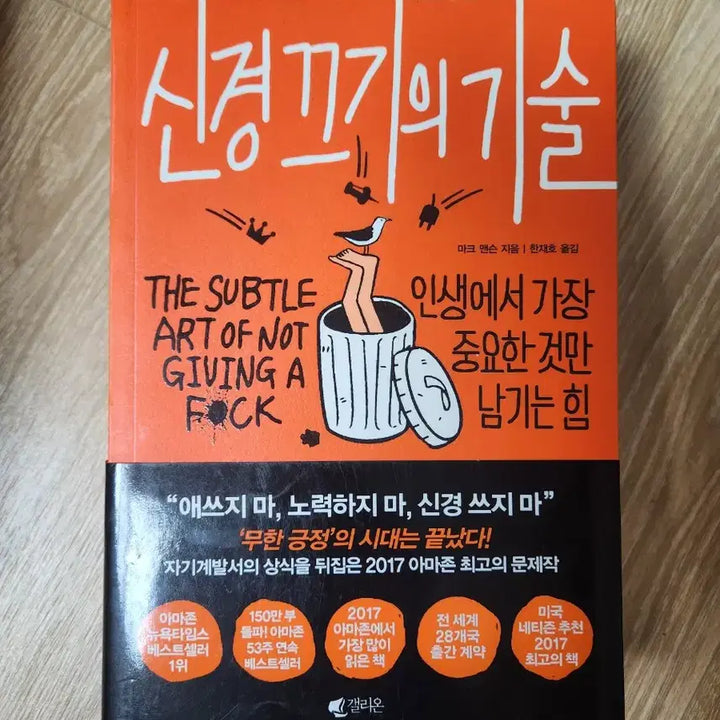 신경 끄기의 기술
마크 맨슨 지음 | 한재호 옮김
THE SUBTLE
ART OF NOT
GIVING A
F*CK
인생에서 가장
중요한 것만
남기는 힘
“애쓰지 마, 노력하지 마, 신경 쓰지 마”
‘무한 긍정’의 시대는 끝났다!
자기계발서의 상식을 뒤집은 2017 아마존 최고의 문제작
아마존
뉴욕타임스
베스트셀러
1위
150만 부
돌파! 아마존
53주 연속
베스트셀러
2017
아마존에서
가장 많이
읽은 책
전 세계
28개국
출간 계약
미국
네티즌 추천
2017
최고의 책
갤리온